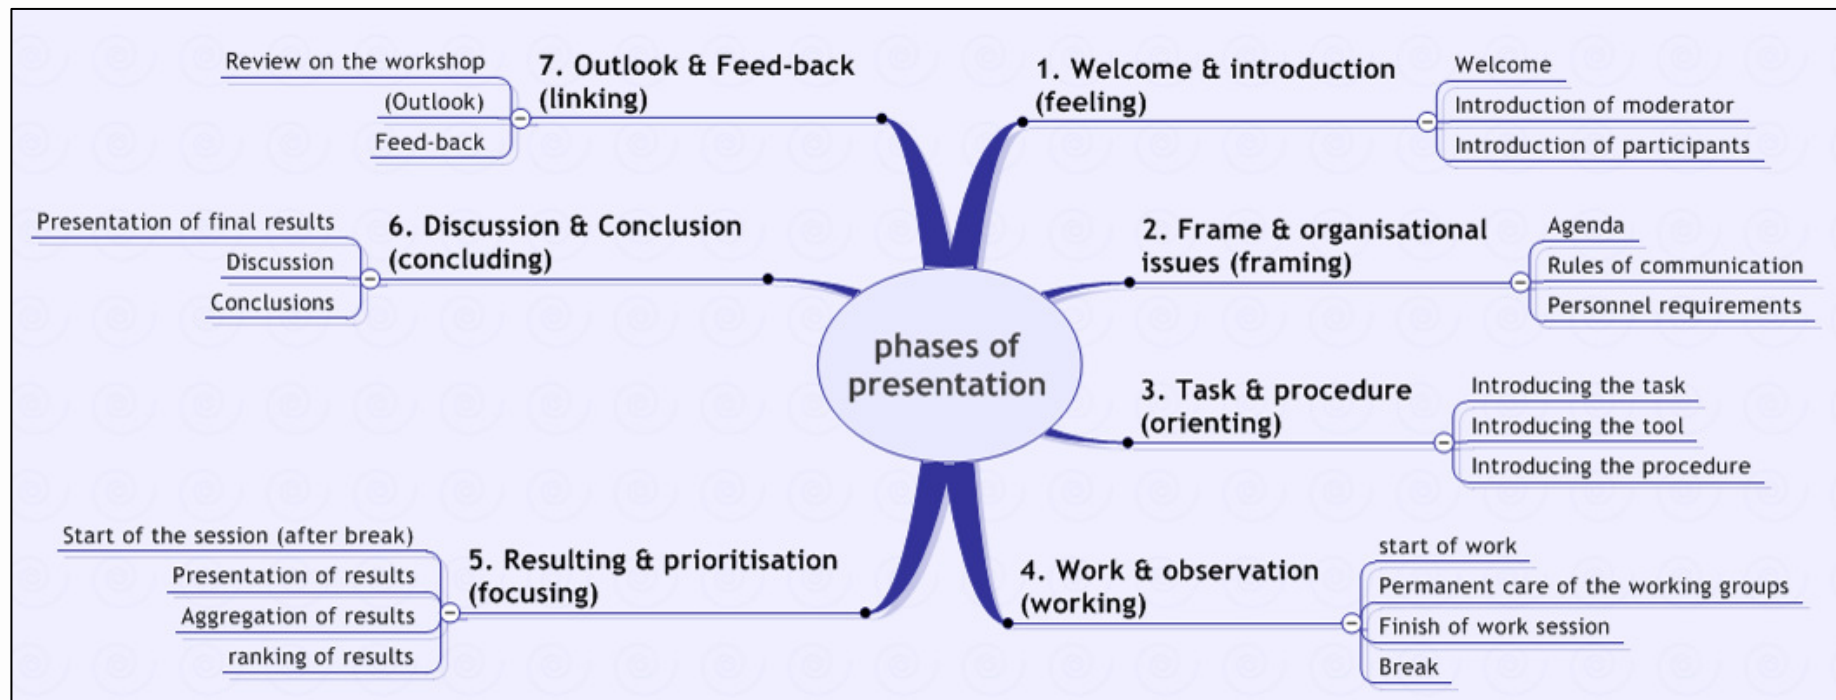 phases of
presentation
1. Welcome & introduction
(feeling)
Welcome
Introduction of moderator
Introduction of participants
2. Frame & organisational
issues (framing)
Agenda
Rules of communication
Personnel requirements
3. Task & procedure
(orienting)
Introducing the task
Introducing the tool
Introducing the procedure
4. Work & observation
(working)
start of work
Permanent care of the working groups
Finish of work session
Break
5. Resulting & prioritisation
(focusing)
Start of the session (after break)
Presentation of results
Aggregation of results
ranking of results
6. Discussion & Conclusion
(concluding)
Presentation of final results
Discussion
Conclusions
7. Outlook & Feed-back
(linking)
Review on the workshop
(Outlook)
Feed-back